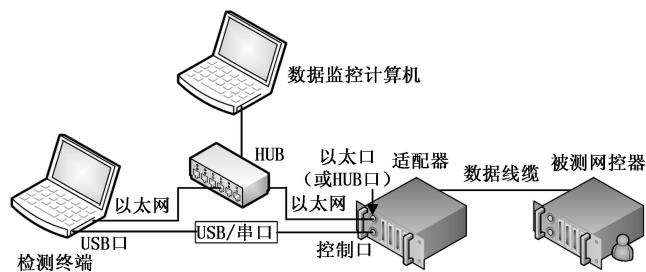 数据监控计算机
HUB
以太口
(或HUB口)
适配器
数据线缆
被测网控器
以太网
以太网
USB口
USB/串口
控制口
检测终端